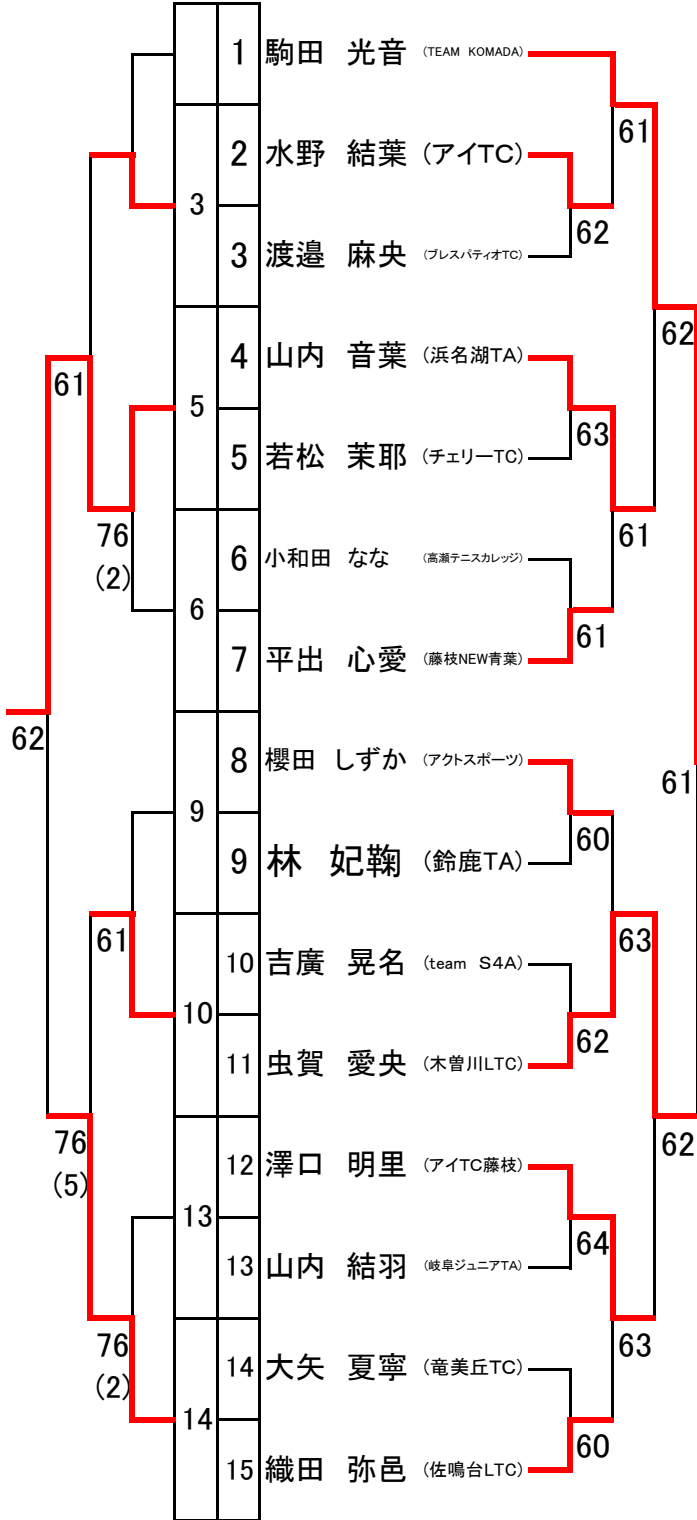 1 駒田 光音 (TEAM KOMADA)
61
2 水野 結葉 (アイTC)
3
62
3 渡邉 麻央 (ブレスパティオTC)
62
4 山内 音葉 (浜名湖TA)
61
5
63
5 若松 茉耶 (チェリーTC)
76
(2)
61
6 小和田 なな (高瀬テニスカレッジ)
6
61
7 平出 心愛 (藤枝NEW青葉)
62
8 櫻田 しずか (アクトスポーツ)
61
9
60
9 林 妃鞠 (鈴鹿TA)
61
63
10 吉廣 晃名 (team S4A)
10
62
11 虫賀 愛央 (木曽川LTC)
76
(5)
62
12 澤口 明里 (アイTC藤枝)
13
64
13 山内 結羽 (岐阜ジュニアTA)
76
(2)
63
14 大矢 夏寧 (竜美丘TC)
14
60
15 織田 弥邑 (佐鳴台LTC)